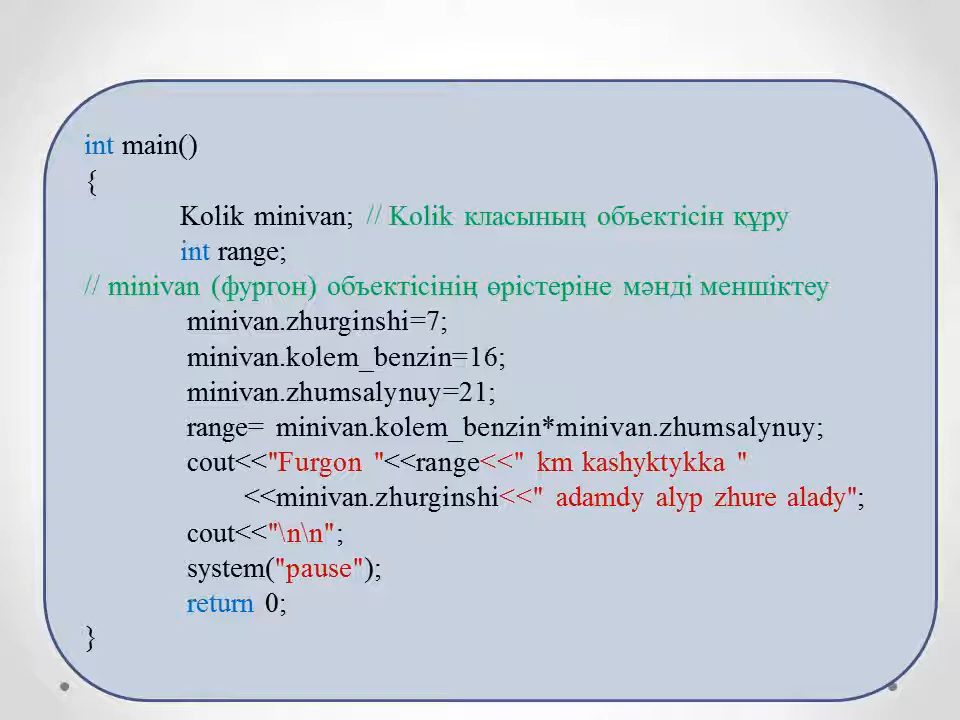 int main()
{
Kolik minivan; // Kolik класының объектісін құру
int range;
// minivan (фургон) объектісінің өрістеріне мәнді меншіктеу
minivan.zhurginshi=7;
minivan.kolem_benzin=16;
minivan.zhumsalynuy=21;
range= minivan.kolem_benzin*minivan.zhumsalynuy;
cout<<"Furgon "<<range<<" km kashyktykka "
<<minivan.zhurginshi<<" adamdy alyp zhure alady";
cout<<"\n\n";
system("pause");
return 0;
}